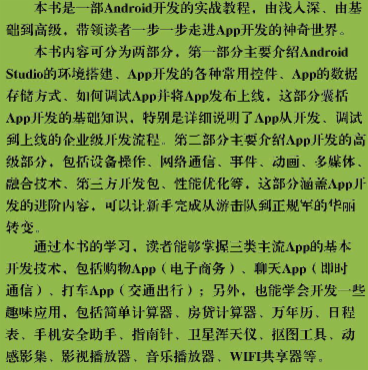 本书是一部Android开发的实战教程，由浅入深、由基
础到高级，带领读者一步一步走进App开发的神奇世界。
本书内容可分为两部分，第一部分主要介绍Android
Studio的环境搭建、App开发的各种常用控件、App的数据
存储方式、如何调试App并将App发布上线，这部分囊括
App开发的基础知识，特别是详细说明了App从开发、调试
到上线的企业级开发流程。第二部分主要介绍App开发的高
级部分，包括设备操作、网络通信、事件、动画、多媒体、
融合技术、第三方开发包、性能优化等，这部分涵盖App开
发的进阶内容，可以让新手完成从游击队到正规军的华丽
转变。
通过本书的学习，读者能够掌握三类主流App的基本
开发技术，包括购物App（电子商务）、聊天App（即时
通信）、打车App（交通出行）；另外，也能学会开发一些
趣味应用，包括简单计算器、房贷计算器、万年历、日程
表、手机安全助手、指南针、卫星浑天仪、抠图工具、动
感影集、影视播放器、音乐播放器、WIFI共享器等。